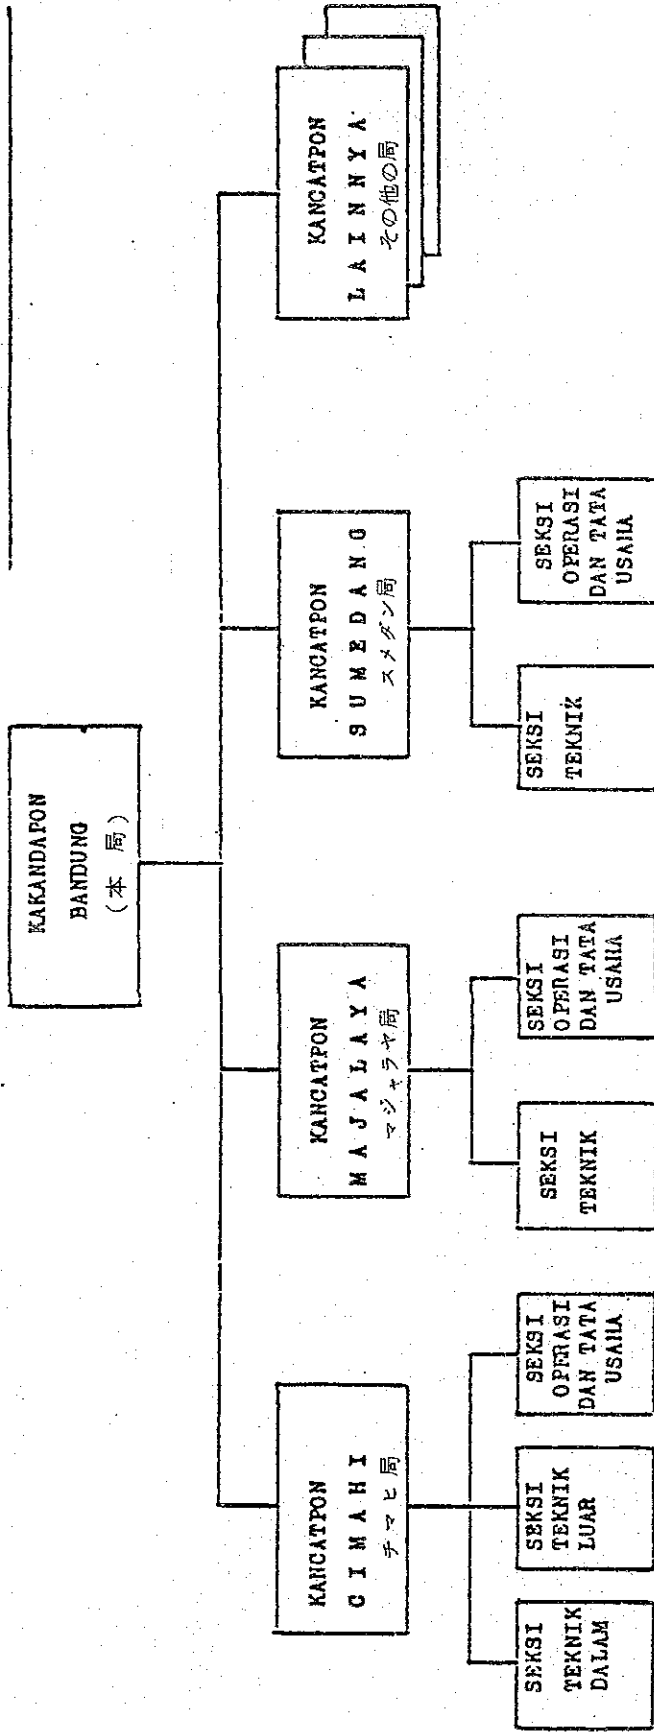 KAKANDAPON
BANDUNG
(本 局)
KANCATPON
C I M A H I
チマヒ局
KANCATPON
M A J A L A Y A
マジャラヤ局
KANCATPON
S U M E D A N G
スメダン局
KANCATPON
L A I N N Y A
その他の局
SEKSI
TEKNIK
DALAM
SEKSI
TEKNIK
LUAR
SEKSI
OPERASI
DAN TATA
USAHA
SEKSI
TEKNIK
SEKSI
OPERASI
DAN TATA
USAHA
SEKSI
TEKNIK
SEKSI
OPERASI
DAN TATA
USAHA